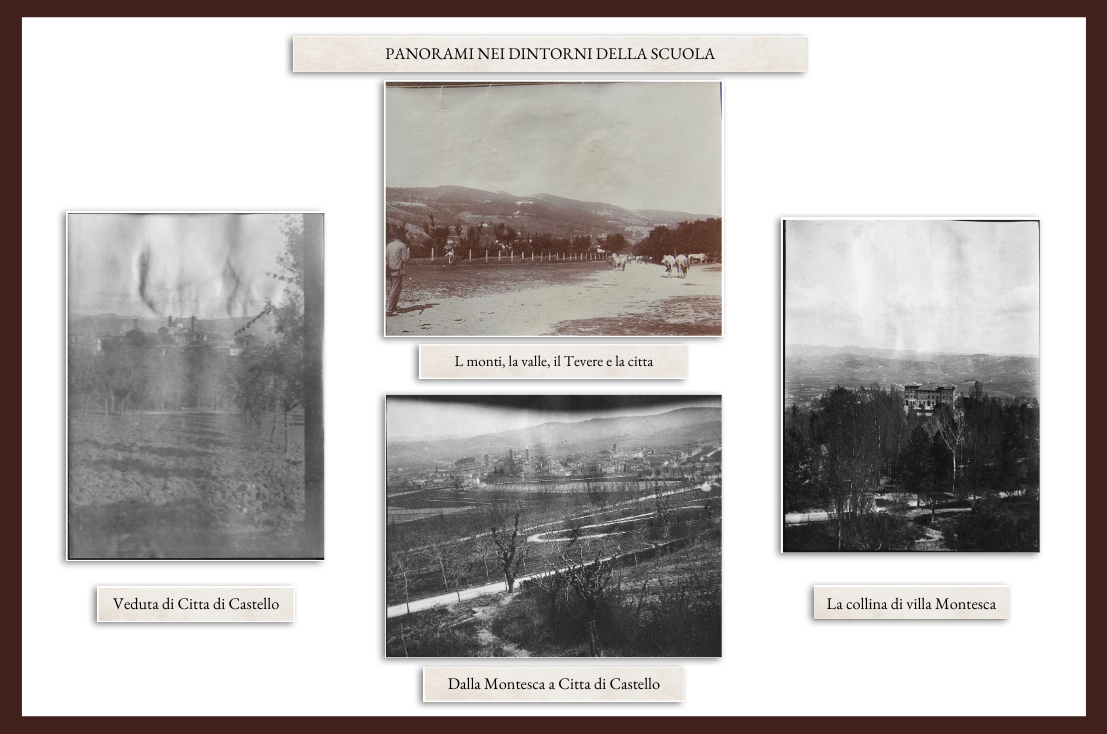 PANORAMI NEI DINTORNI DELLA SCUOLA
L monti, la valle, il Tevere e la citta
Veduta di Citta di Castello
La collina di villa Montesca
Dalla Montesca a Citta di Castello